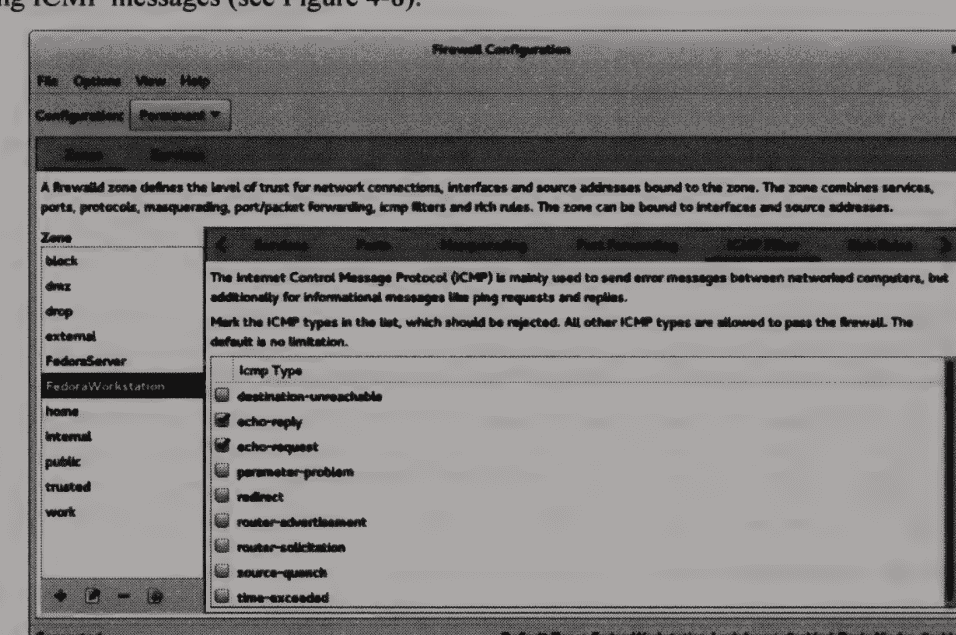 ng ICMP messages (see Figure 4-8).
Firewall Configuration
File Options View Help
Configuration: Permanent
Zones Services
A firewalld zone defines the level of trust for network connections, interfaces and source addresses bound to the zone. The zone combines services,
ports, protocols, masquerading, port/packet forwarding, icmp filters and rich rules. The zone can be bound to interfaces and source addresses.
Zone
block
dmz
drop
external
FedoraServer
FedoraWorkstation
home
internal
public
trusted
work
Services Ports Masquerading Port Forwarding ICMP Filter Rich Rules
The Internet Control Message Protocol (ICMP) is mainly used to send error messages between networked computers, but
additionally for informational messages like ping requests and replies.
Mark the ICMP types in the list, which should be rejected. All other ICMP types are allowed to pass the firewall. The
default is no limitation.
Icmp Type
destination-unreachable
echo-reply
echo-request
parameter-problem
redirect
router-advertisement
router-solicitation
source-quench
time-exceeded